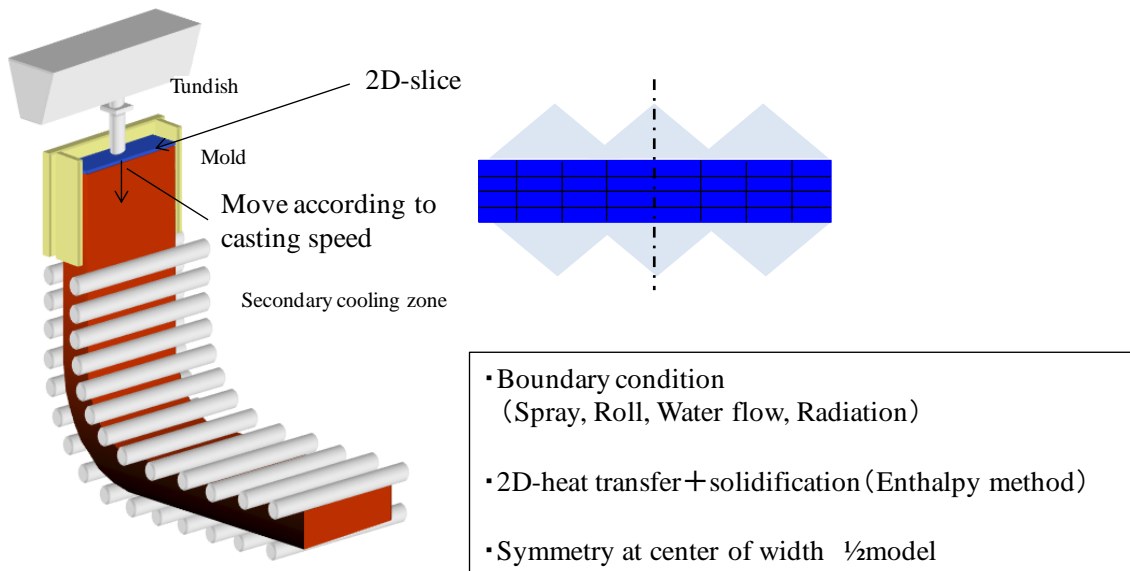 Tundish
2D-slice
Mold
Move according to
casting speed
Secondary cooling zone
・Boundary condition
（Spray, Roll, Water flow, Radiation）
・2D-heat transfer＋solidification（Enthalpy method）
・Symmetry at center of width ½model